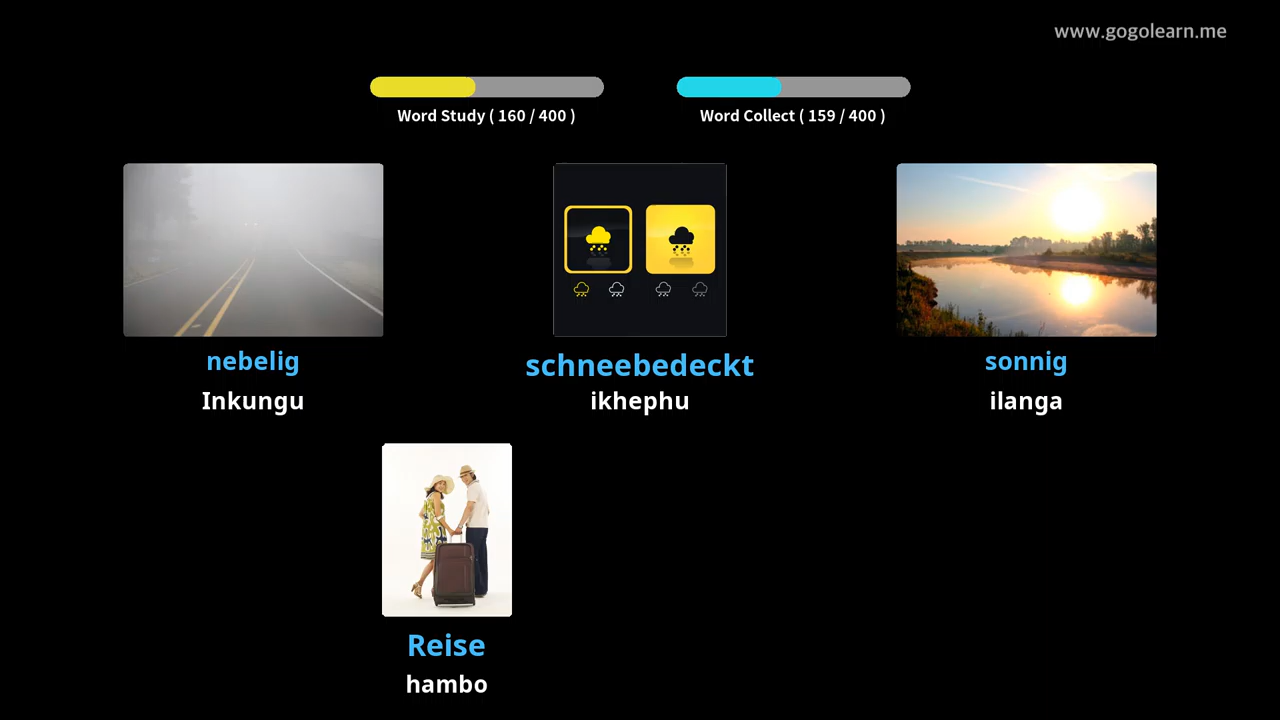 www.gogolearn.me
Word Study ( 160 / 400 )
Word Collect ( 159 / 400 )
nebelig
Inkungu
schneebedeckt
ikhephu
sonnig
ilanga
Reise
hambo